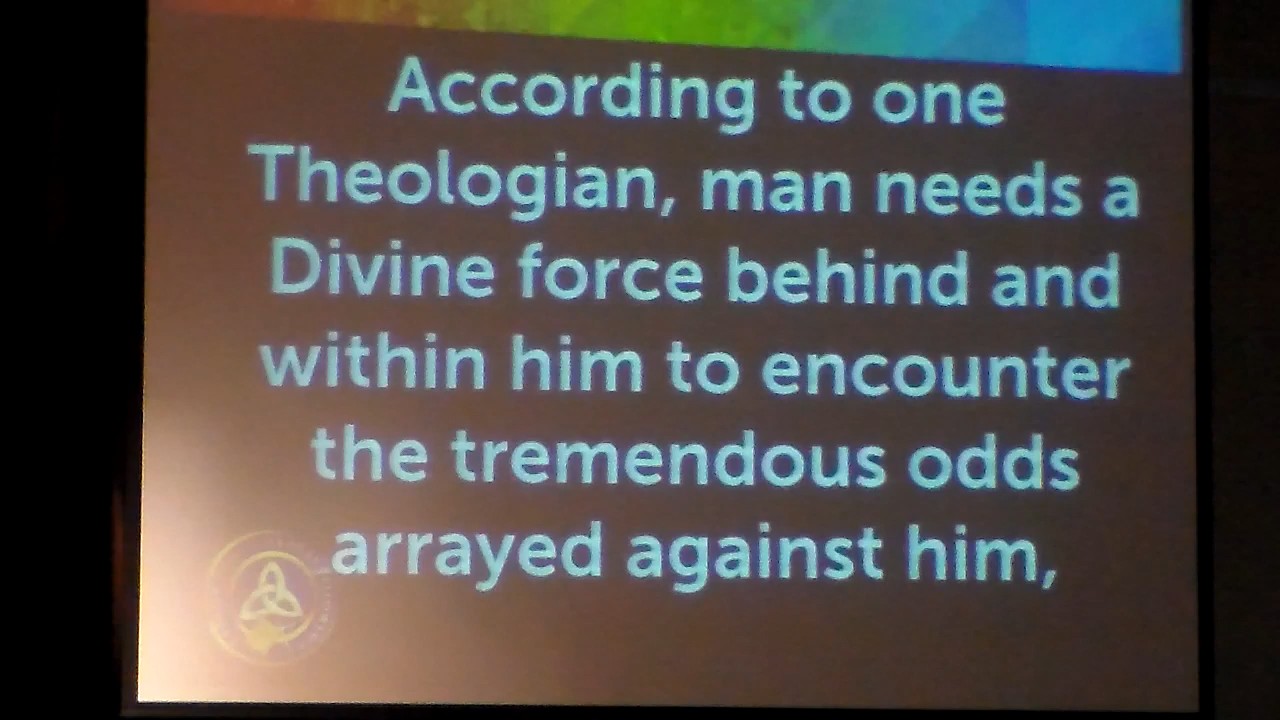 According to one
Theologian, man needs a
Divine force behind and
within him to encounter
the tremendous odds
arrayed against him,